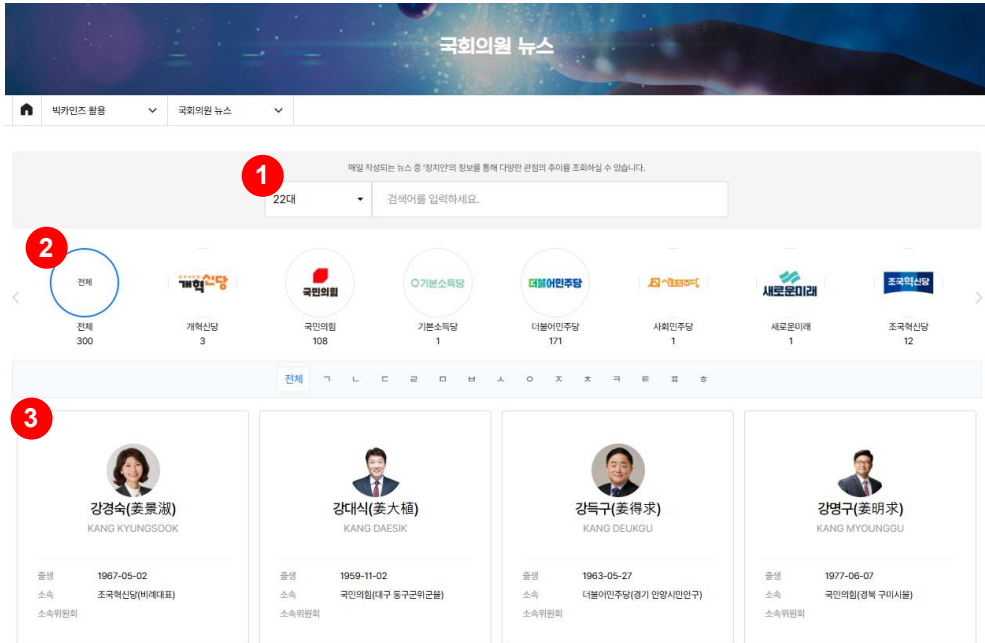 국회의원 뉴스
빅카인즈 활용 국회의원 뉴스
매일 작성되는 뉴스 중 '정치인'의 정보를 통해 다양한 관점의 추이를 조회하실 수 있습니다.
1
22대 검색어를 입력하세요.
2
전체 개혁신당 국민의힘 기본소득당 더불어민주당 새로운미래 조국혁신당
전체 개혁신당 국민의힘 기본소득당 더불어민주당 사회민주당 새로운미래 조국혁신당
300 3 108 1 171 1 1 12
전체 ㄱ ㄴ ㄷ ㄹ ㅁ ㅂ ㅅ ㅇ ㅈ ㅊ ㅋ ㅌ ㅍ ㅎ
3
강경숙(姜景淑) 강대식(姜大植) 강득구(姜得求) 강명구(姜明求)
KANG KYUNGSOOK KANG DAESIK KANG DEUKGU KANG MYOUNGGU
출생 1967-05-02 출생 1959-11-02 출생 1963-05-27 출생 1977-06-07
소속 조국혁신당(비례대표) 소속 국민의힘(대구 동구군위군을) 소속 더불어민주당(경기 안양시만안구) 소속 국민의힘(경북 구미시을)
소속위원회 소속위원회 소속위원회 소속위원회